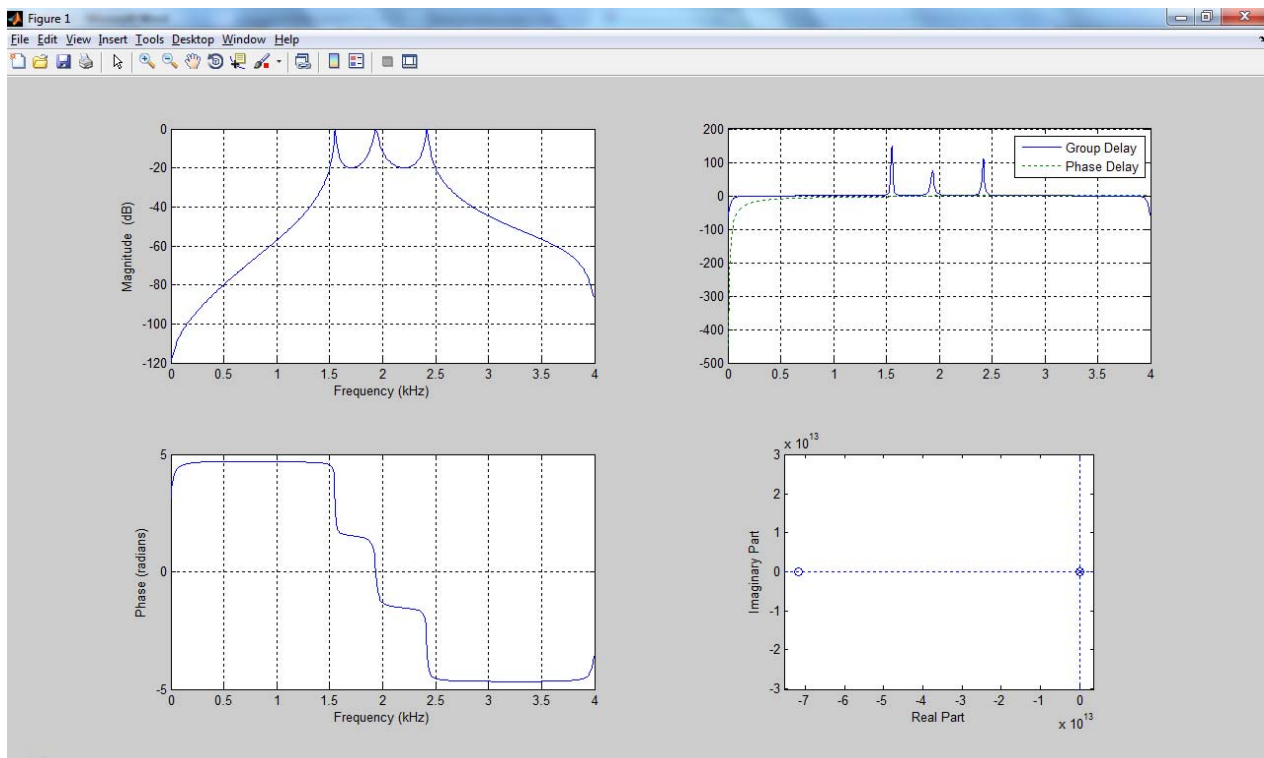 Figure 1
File Edit View Insert Tools Desktop Window Help
0
-20
-40
-60
-80
-100
-120
Magnitude (dB)
0 0.5 1 1.5 2 2.5 3 3.5 4
Frequency (kHz)
200
100
0
-100
-200
-300
-400
-500
Group Delay
Phase Delay
0 0.5 1 1.5 2 2.5 3 3.5 4
5
0
-5
Phase (radians)
0 0.5 1 1.5 2 2.5 3 3.5 4
Frequency (kHz)
x 10^13
3
2
1
0
-1
-2
-3
Imaginary Part
-7 -6 -5 -4 -3 -2 -1 0
Real Part
x 10^13